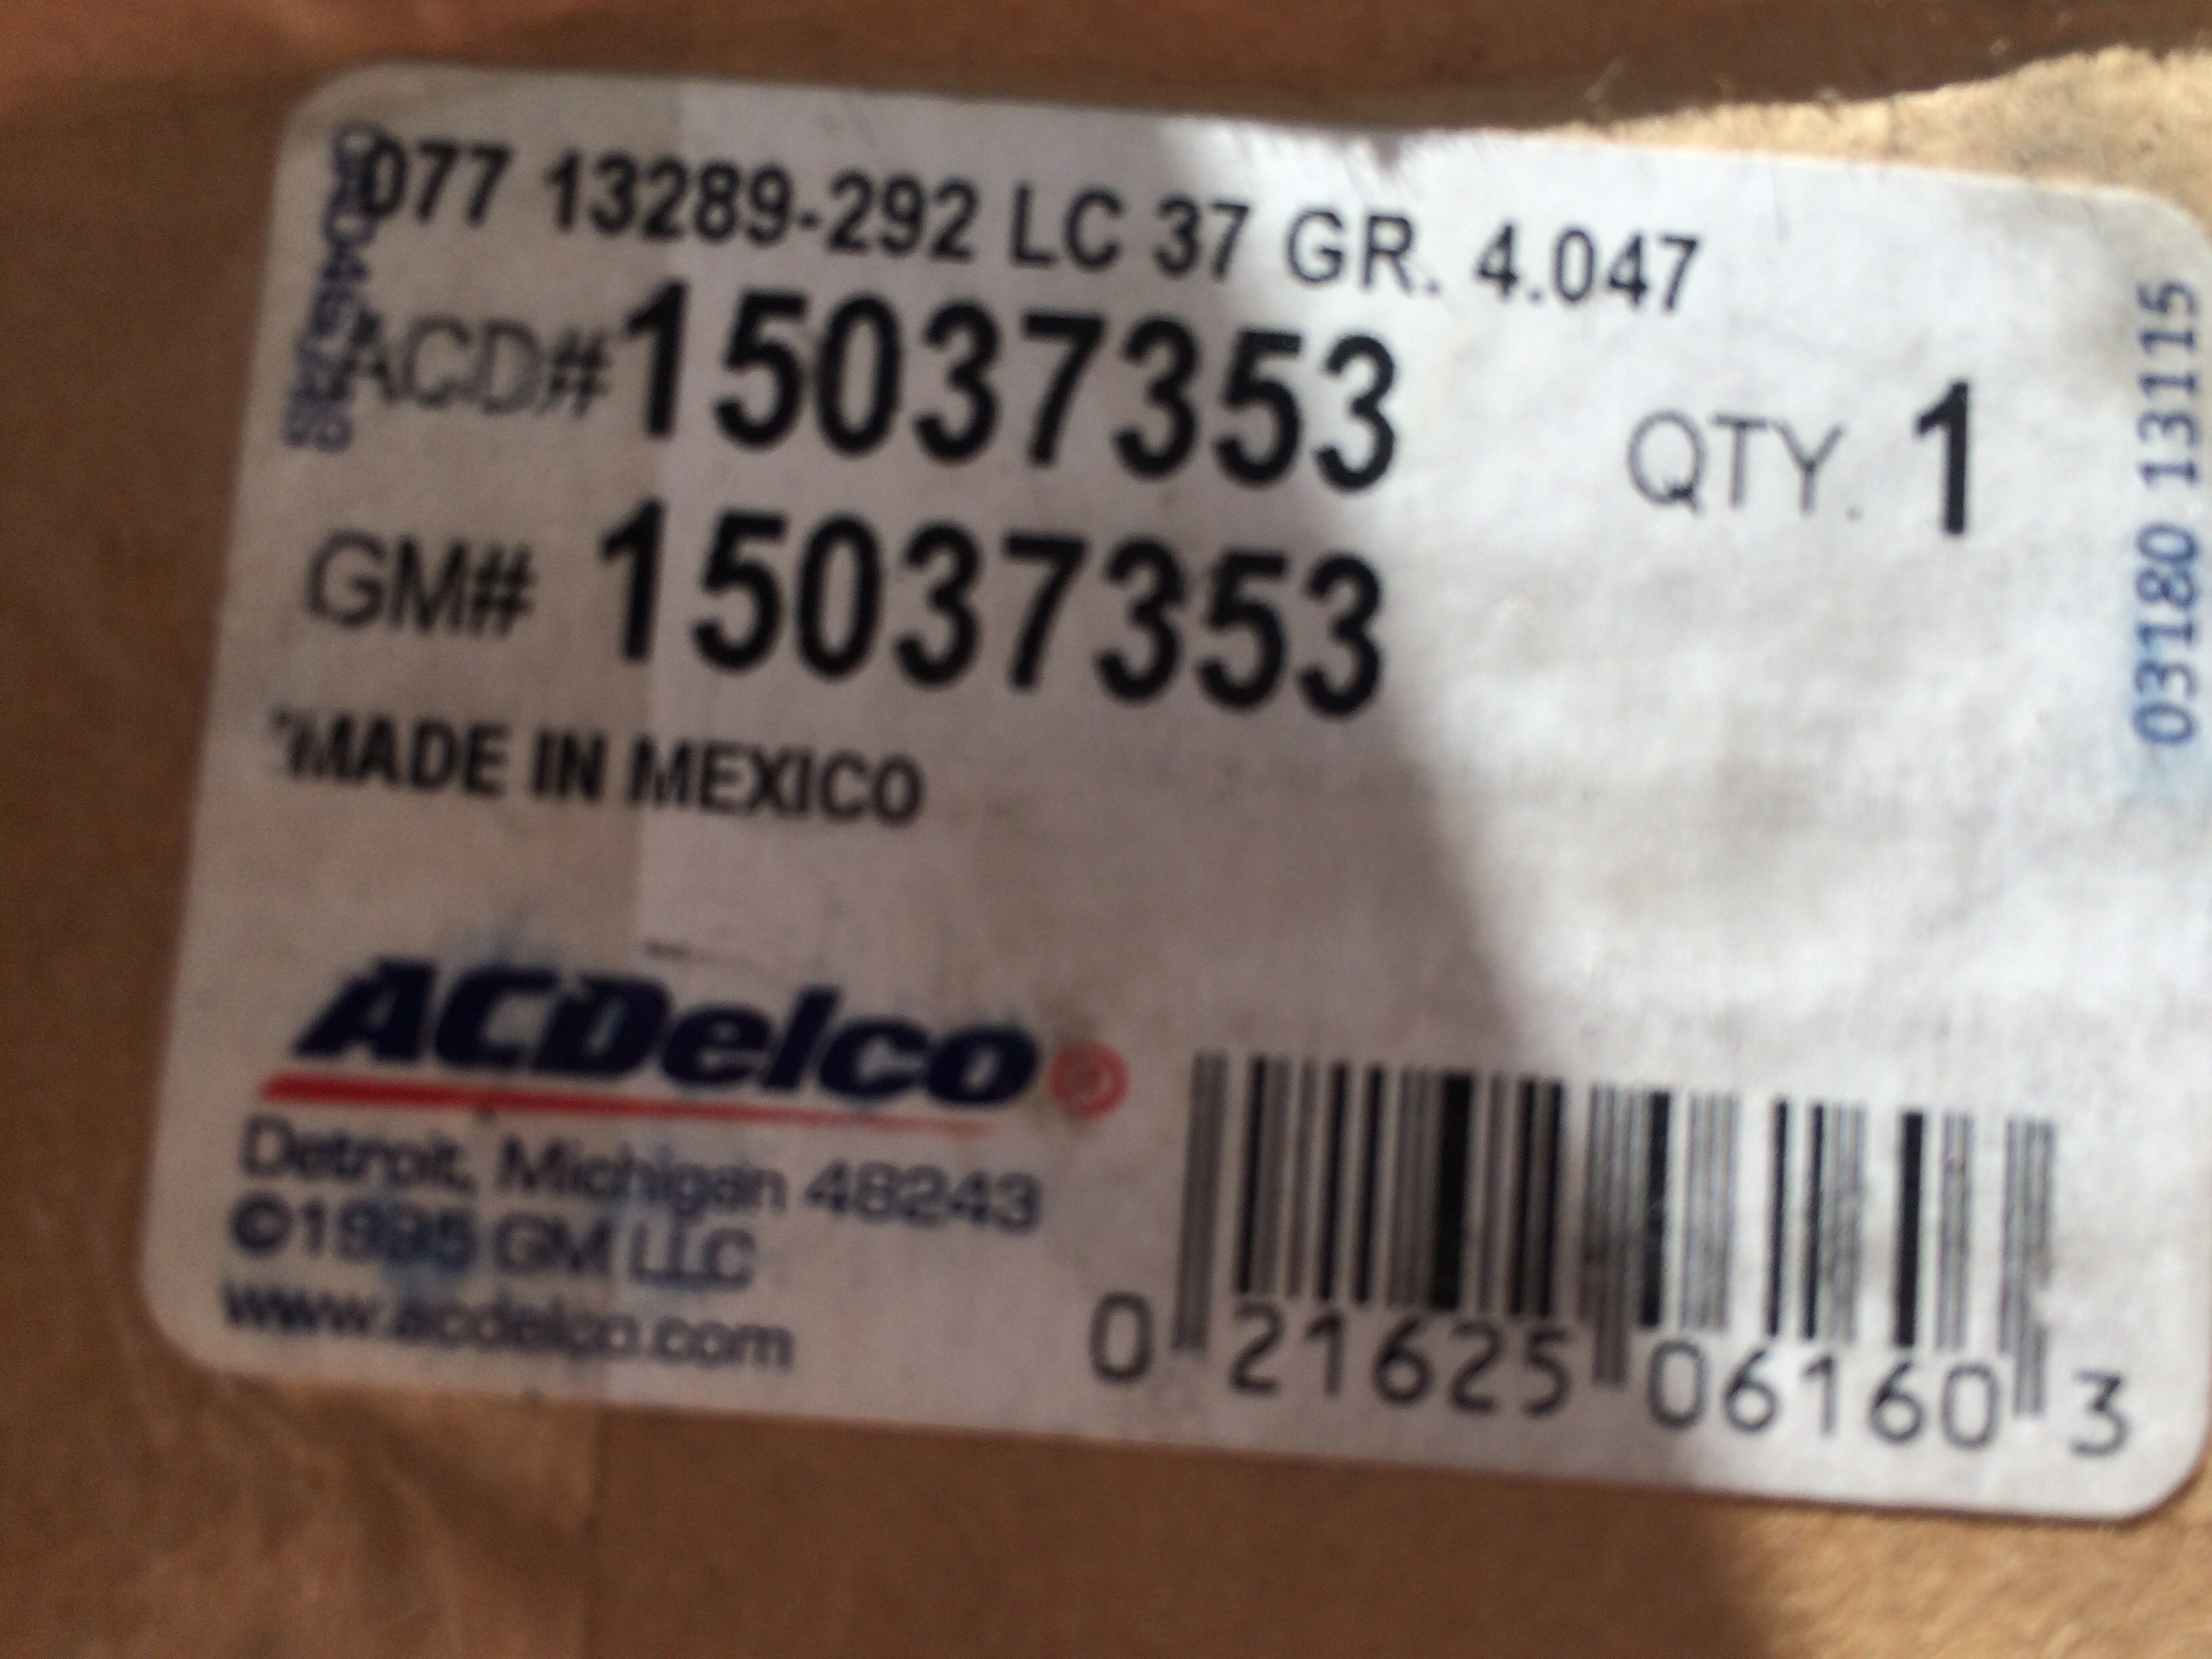 077 13289-292 LC 37 GR. 4.047
ACD# 15037353
QTY. 1
GM# 15037353
MADE IN MEXICO
03180 13115
ACDelco
Detroit, Michigan 48243
©1995 GM LLC
www.acdelco.com
0 21625 06160 3